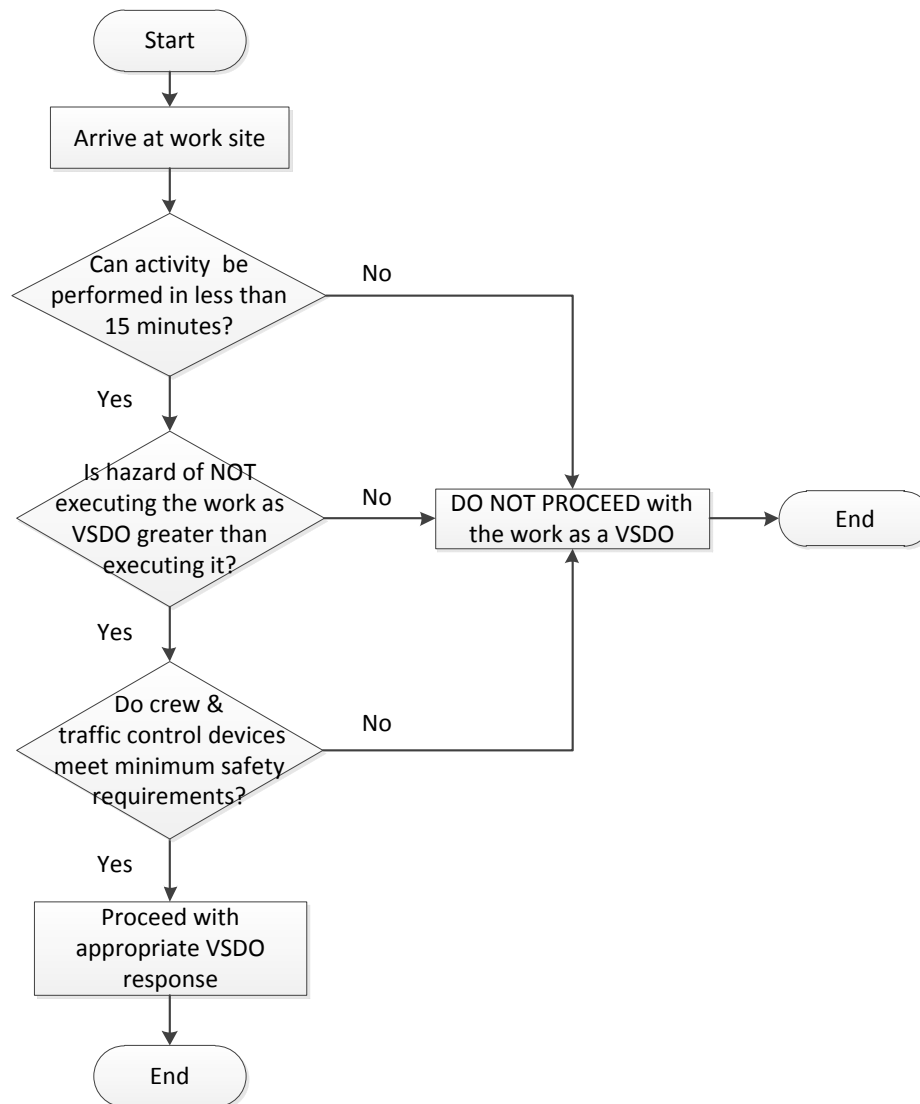 Start
Arrive at work site
Can activity be
performed in less than
15 minutes?
No
Yes
Is hazard of NOT
executing the work as
VSDO greater than
executing it?
No
DO NOT PROCEED with
the work as a VSDO
End
Yes
Do crew &
traffic control devices
meet minimum safety
requirements?
No
Yes
Proceed with
appropriate VSDO
response
End